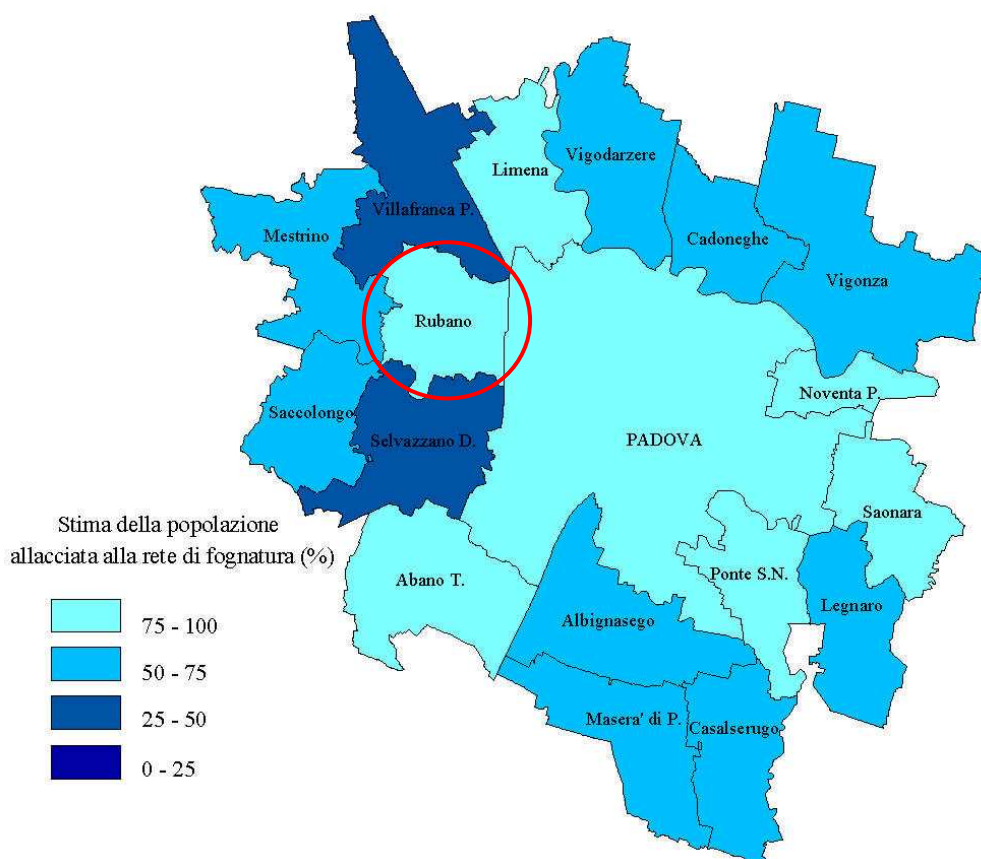 Limena
Vigodarzere
Villafranca P.
Mestrino
Cadoneghe
Vigonza
Rubano
Noventa P.
Saccolongo
Selvazzano D.
PADOVA
Saonara
Stima della popolazione
allacciata alla rete di fognatura (%)
Abano T.
Ponte S.N.
Legnaro
Albignasego
75 - 100
50 - 75
25 - 50
0 - 25
Masera' di P.
Casalserugo